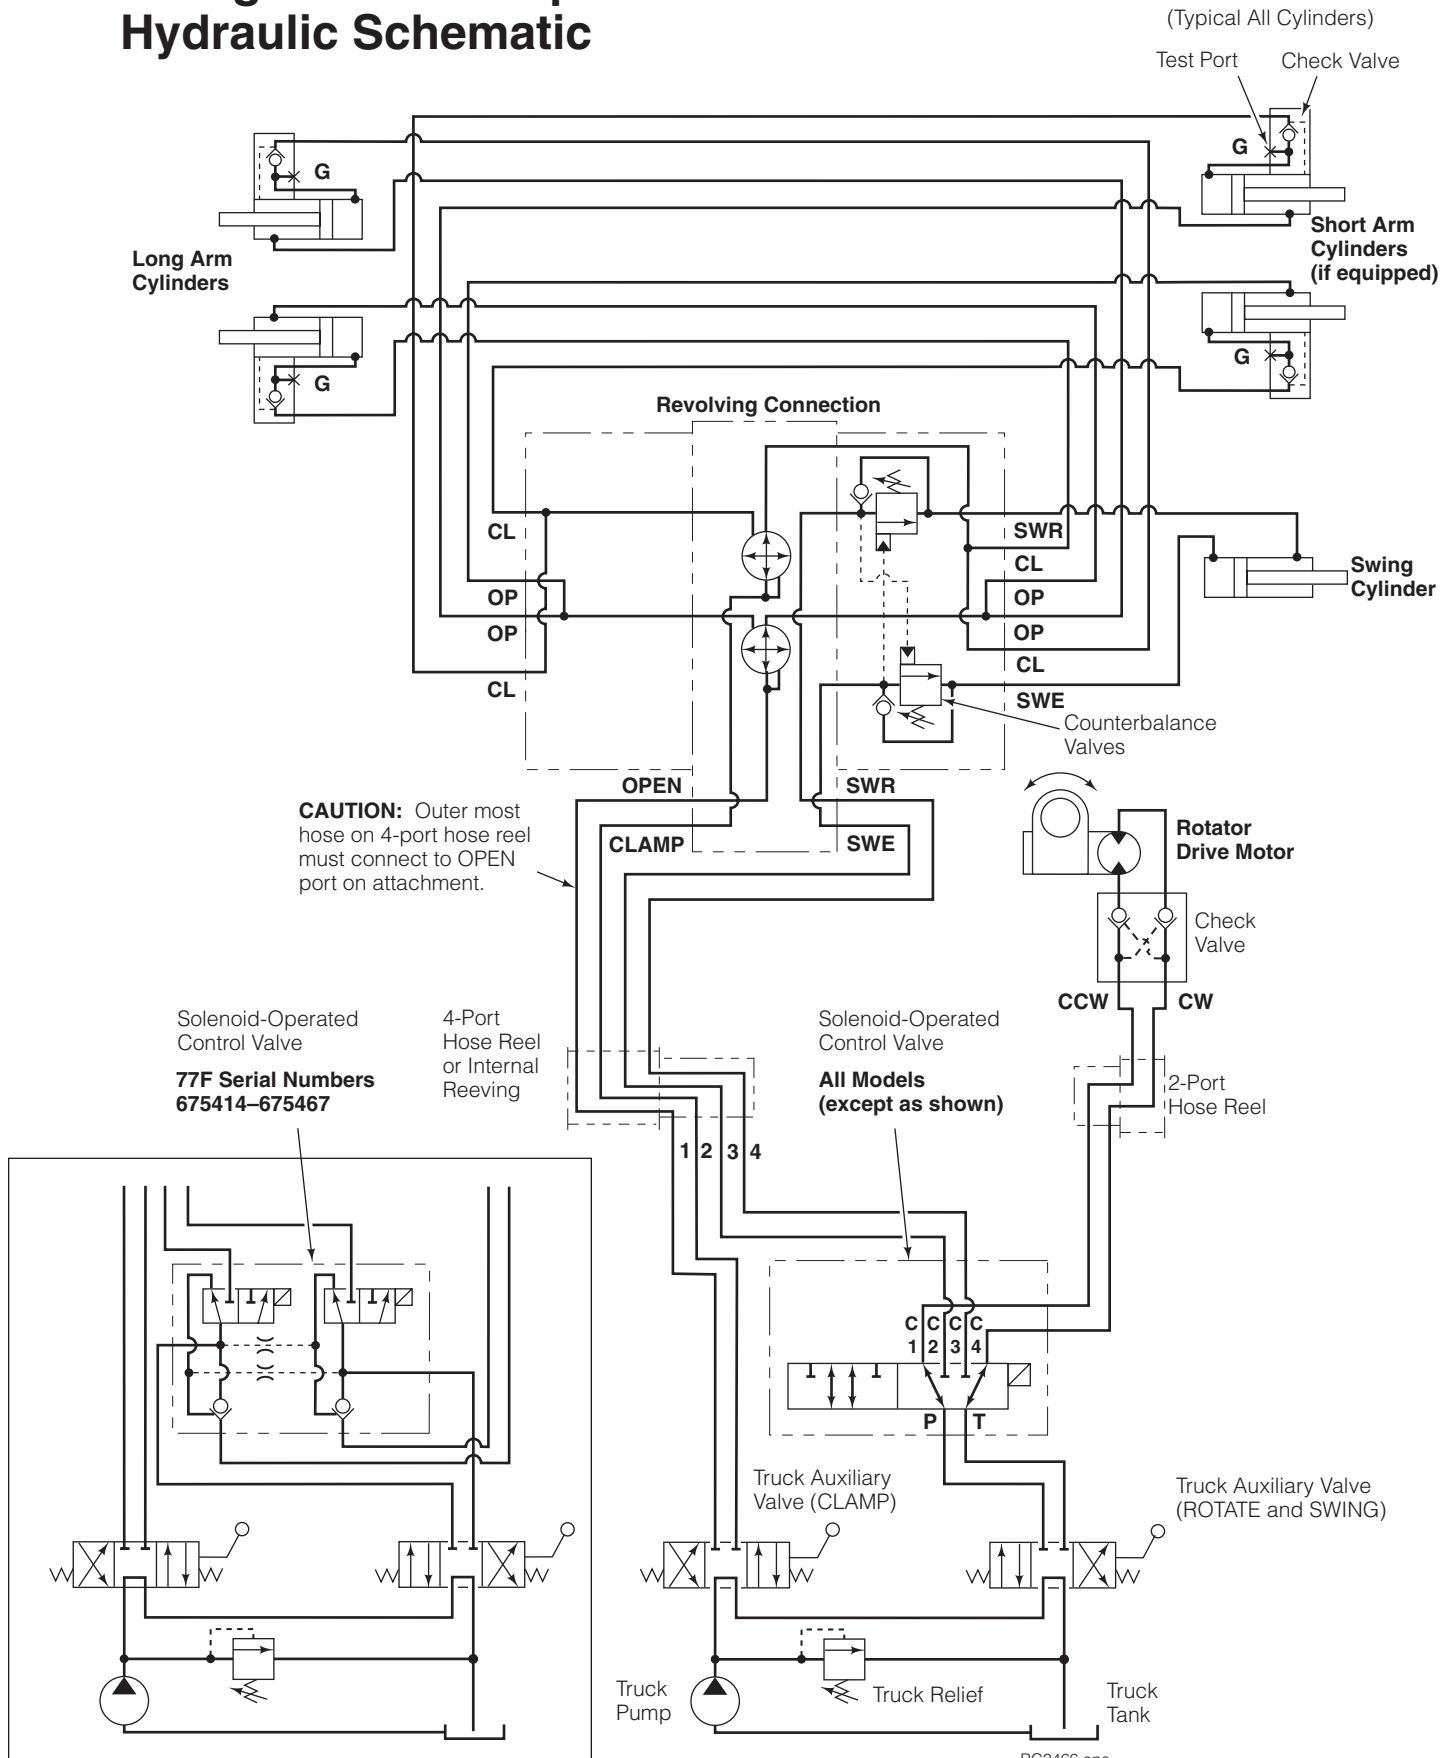 Hydraulic Schematic
(Typical All Cylinders)
Test Port
Check Valve
G
G
Long Arm
Cylinders
Short Arm
Cylinders
(if equipped)
G
G
Revolving Connection
CL
SWR
CL
Swing
Cylinder
OP
OP
OP
OP
CL
CL
SWE
Counterbalance
Valves
OPEN
SWR
CAUTION: Outer most
hose on 4-port hose reel
must connect to OPEN
port on attachment.
CLAMP
SWE
Rotator
Drive Motor
Check
Valve
CCW
CW
Solenoid-Operated
Control Valve
77F Serial Numbers
675414–675467
4-Port
Hose Reel
or Internal
Reeving
Solenoid-Operated
Control Valve
All Models
(except as shown)
2-Port
Hose Reel
1 2 3 4
C C C C
1 2 3 4
P T
Truck Auxiliary
Valve (CLAMP)
Truck Auxiliary Valve
(ROTATE and SWING)
Truck
Pump
Truck Relief
Truck
Tank